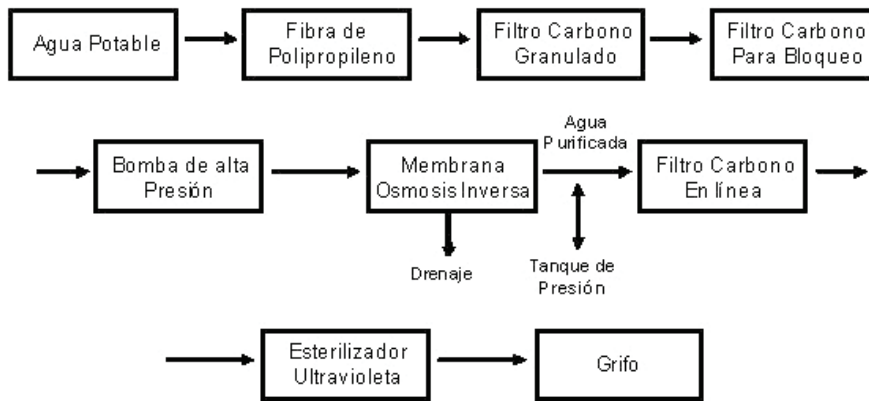 Agua Potable
Fibra de
Polipropileno
Filtro Carbono
Granulado
Filtro Carbono
Para Bloqueo
Bomba de alta
Presión
Membrana
Osmosis Inversa
Agua
Purificada
Filtro Carbono
En línea
Drenaje
Tanque de
Presión
Esterilizador
Ultravioleta
Grifo